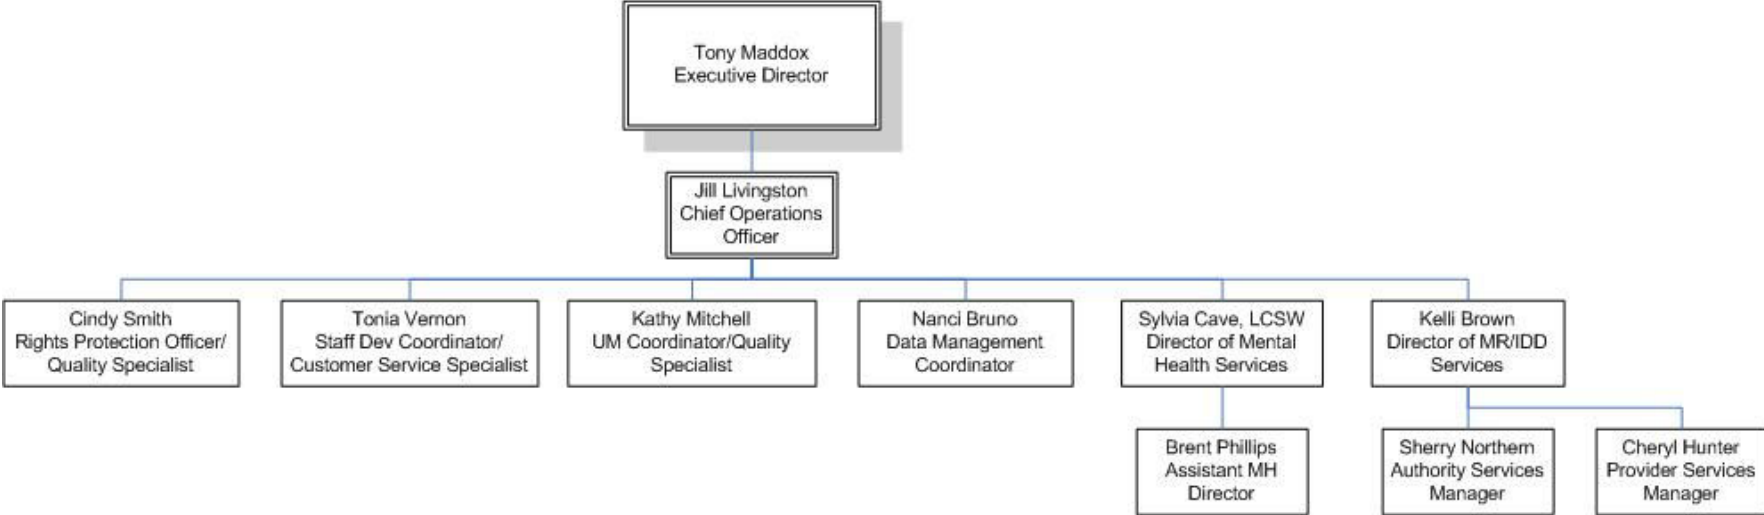 Tony Maddox
Executive Director
Jill Livingston
Chief Operations
Officer
Cindy Smith
Rights Protection Officer/
Quality Specialist
Tonia Vernon
Staff Dev Coordinator/
Customer Service Specialist
Kathy Mitchell
UM Coordinator/Quality
Specialist
Nanci Bruno
Data Management
Coordinator
Sylvia Cave, LCSW
Director of Mental
Health Services
Kelli Brown
Director of MR/IDD
Services
Brent Phillips
Assistant MH
Director
Sherry Northern
Authority Services
Manager
Cheryl Hunter
Provider Services
Manager